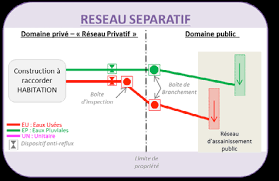 RESEAU SEPARATIF
Domaine privé – « Réseau Privatif »
Domaine public
Construction à
raccorder
HABITATION
Boîte
d'Inspection
Boîte de
Branchement
EU : Eaux Usées
EP : Eaux Pluviales
UN : Unitaire
Dispositif anti-reflux
Réseau
d'assainissement
public
Limite de
propriété